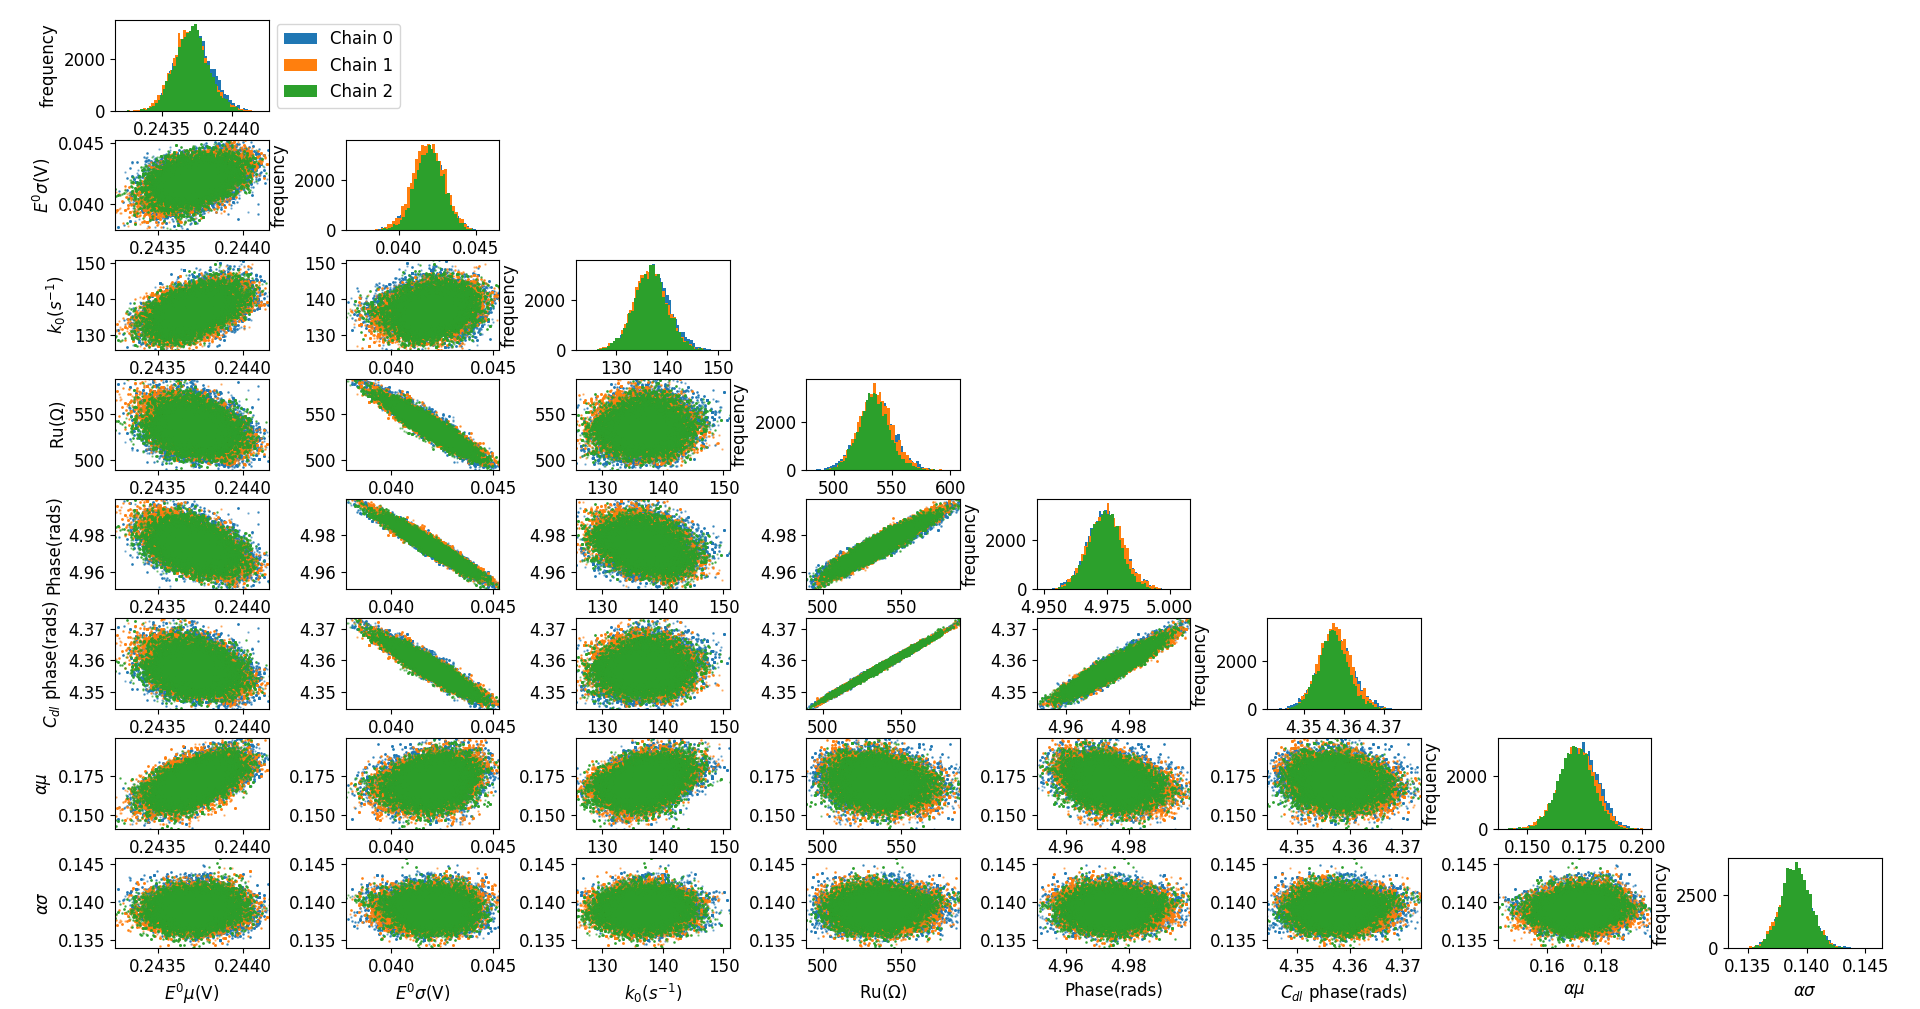 frequency
2000
0
0.2435 0.2440
Chain 0
Chain 1
Chain 2
E⁰σ(V)
0.045
0.040
0.2435 0.2440
frequency
2000
0
0.040 0.045
k₀(s⁻¹)
150
140
130
0.2435 0.2440
150
140
130
0.040 0.045
frequency
2000
0
130 140 150
Ru(Ω)
550
500
0.2435 0.2440
550
500
0.040 0.045
550
500
130 140 150
frequency
2000
0
500 550 600
Phase(rads)
4.98
4.96
0.2435 0.2440
4.98
4.96
0.040 0.045
4.98
4.96
130 140 150
4.98
4.96
500 550
frequency
2000
0
4.950 4.975 5.000
C_dl phase(rads)
4.37
4.36
4.35
0.2435 0.2440
4.37
4.36
4.35
0.040 0.045
4.37
4.36
4.35
130 140 150
4.37
4.36
4.35
500 550
4.37
4.36
4.35
4.96 4.98
frequency
2000
0
4.35 4.36 4.37
αμ
0.175
0.150
0.2435 0.2440
0.175
0.150
0.040 0.045
0.175
0.150
130 140 150
0.175
0.150
500 550
0.175
0.150
4.96 4.98
0.175
0.150
4.35 4.36 4.37
frequency
2000
0
0.150 0.175 0.200
ασ
0.145
0.140
0.135
0.2435 0.2440
E⁰μ(V)
0.145
0.140
0.135
0.040 0.045
E⁰σ(V)
0.145
0.140
0.135
130 140 150
k₀(s⁻¹)
0.145
0.140
0.135
500 550
Ru(Ω)
0.145
0.140
0.135
4.96 4.98
Phase(rads)
0.145
0.140
0.135
4.35 4.36 4.37
C_dl phase(rads)
0.145
0.140
0.135
0.16 0.18
αμ
frequency
2500
0
0.135 0.140 0.145
ασ